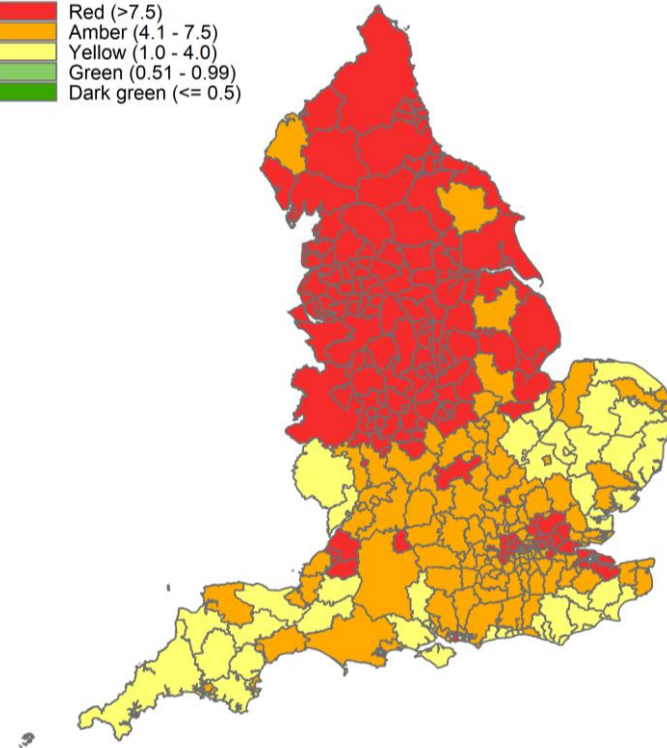 Red (>7.5)
Amber (4.1 - 7.5)
Yellow (1.0 - 4.0)
Green (0.51 - 0.99)
Dark green (<= 0.5)